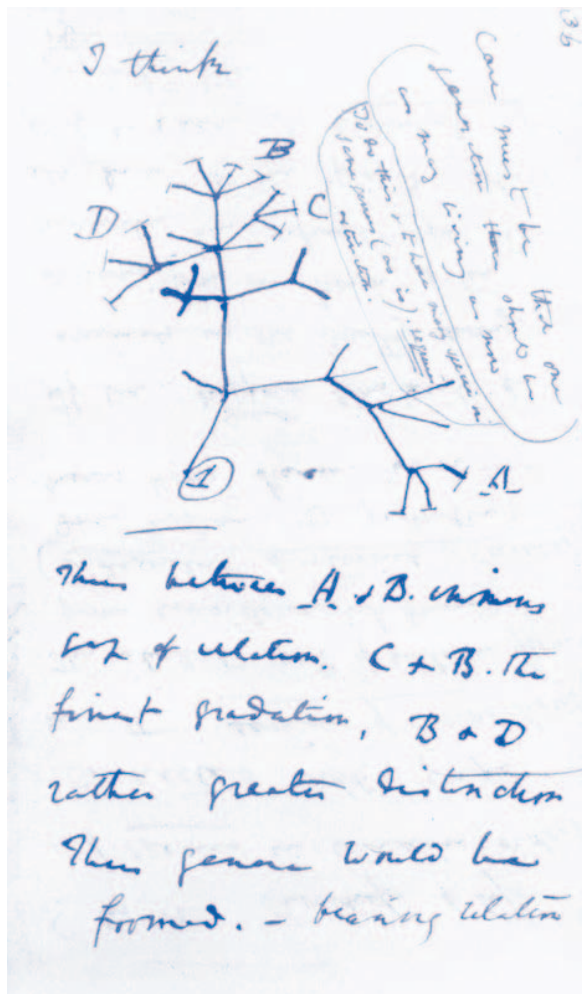 I think
36
Case must be that one
generation then should be
as many living as now
To do this & to have many species in
same genus (as is). requires
extinction.
B
C
D
A
1
Thus between A & B. immense
gap of relation. C & B. the
finest gradation, B & D
rather greater distinction
Thus genera would be
formed. — bearing relation